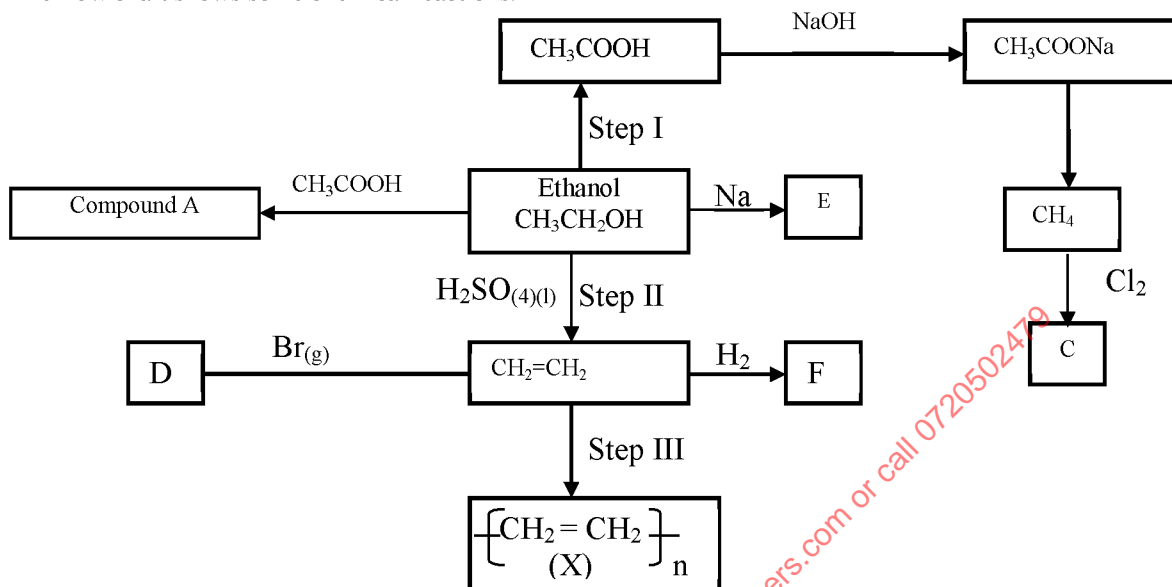 NaOH
CH₃COOH
CH₃COONa
Step I
CH₃COOH
Compound A
Ethanol
CH₃CH₂OH
Na
E
CH₄
H₂SO₍₄₎₍l₎
Step II
Cl₂
Br₍g₎
D
CH₂=CH₂
H₂
F
C
Step III
[CH₂ = CH₂]n
(X)
ers.com or call 0720502479